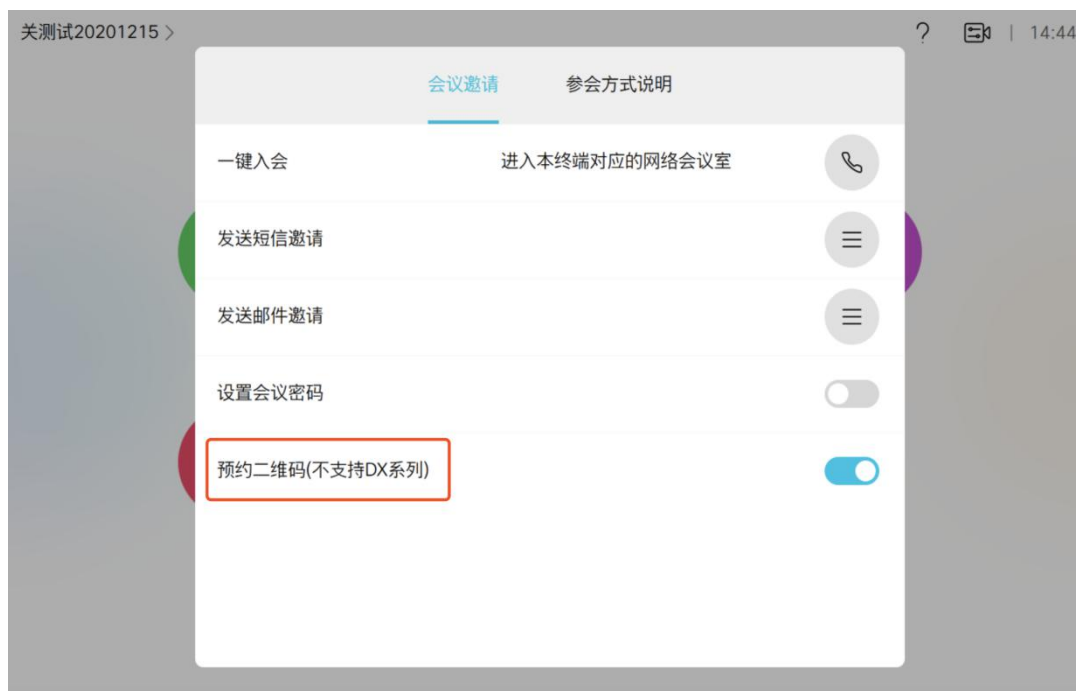 关测试20201215 >
? | 14:44
会议邀请 参会方式说明
一键入会 进入本终端对应的网络会议室
发送短信邀请
发送邮件邀请
设置会议密码
预约二维码(不支持DX系列)